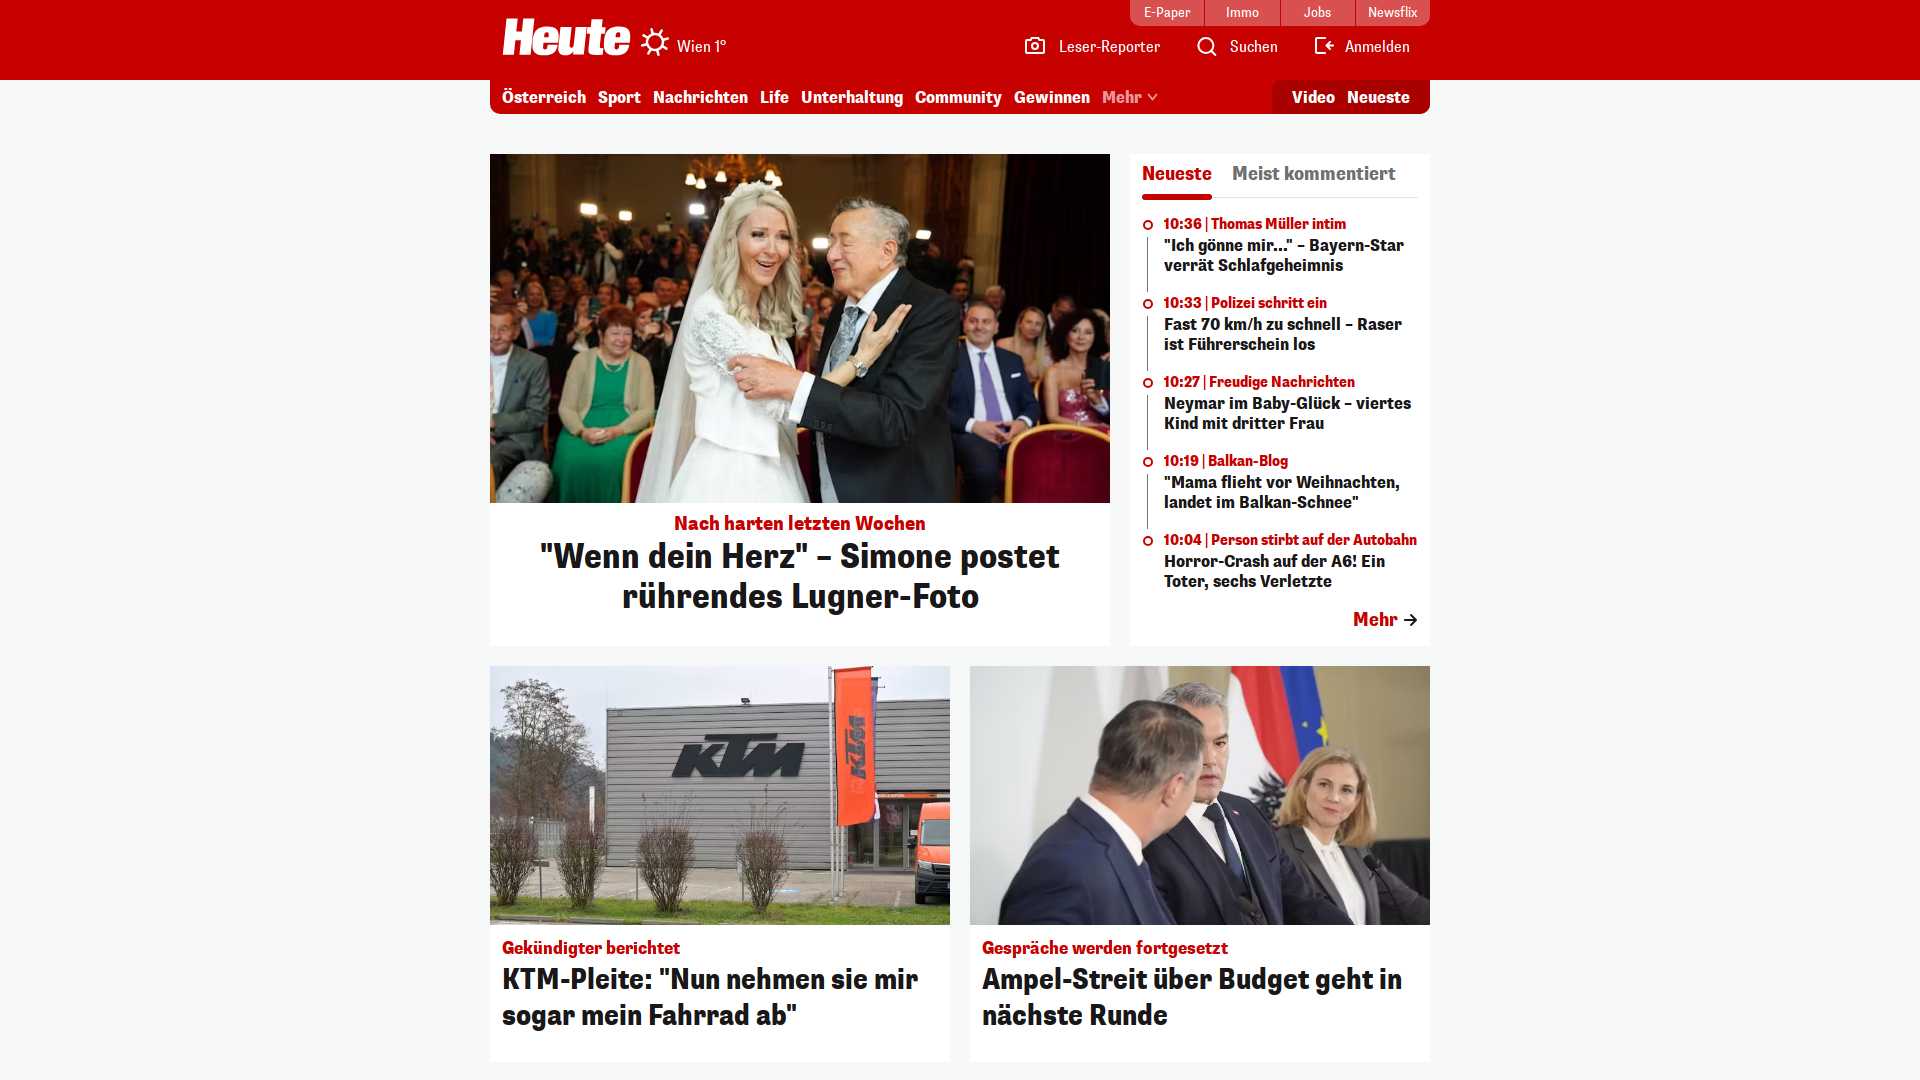 E-Paper
Immo
Jobs
Newsflix
Heute
Wien 1°
Leser-Reporter
Suchen
Anmelden
Österreich
Sport
Nachrichten
Life
Unterhaltung
Community
Gewinnen
Mehr
Video
Neueste
Nach harten letzten Wochen
"Wenn dein Herz" – Simone postet
rührendes Lugner-Foto
Neueste
Meist kommentiert
10:36 | Thomas Müller intim
"Ich gönne mir..." – Bayern-Star
verrät Schlafgeheimnis
10:33 | Polizei schritt ein
Fast 70 km/h zu schnell – Raser
ist Führerschein los
10:27 | Freudige Nachrichten
Neymar im Baby-Glück – viertes
Kind mit dritter Frau
10:19 | Balkan-Blog
"Mama flieht vor Weihnachten,
landet im Balkan-Schnee"
10:04 | Person stirbt auf der Autobahn
Horror-Crash auf der A6! Ein
Toter, sechs Verletzte
Mehr
KTM
KTM
Gekündigter berichtet
KTM-Pleite: "Nun nehmen sie mir
sogar mein Fahrrad ab"
Gespräche werden fortgesetzt
Ampel-Streit über Budget geht in
nächste Runde